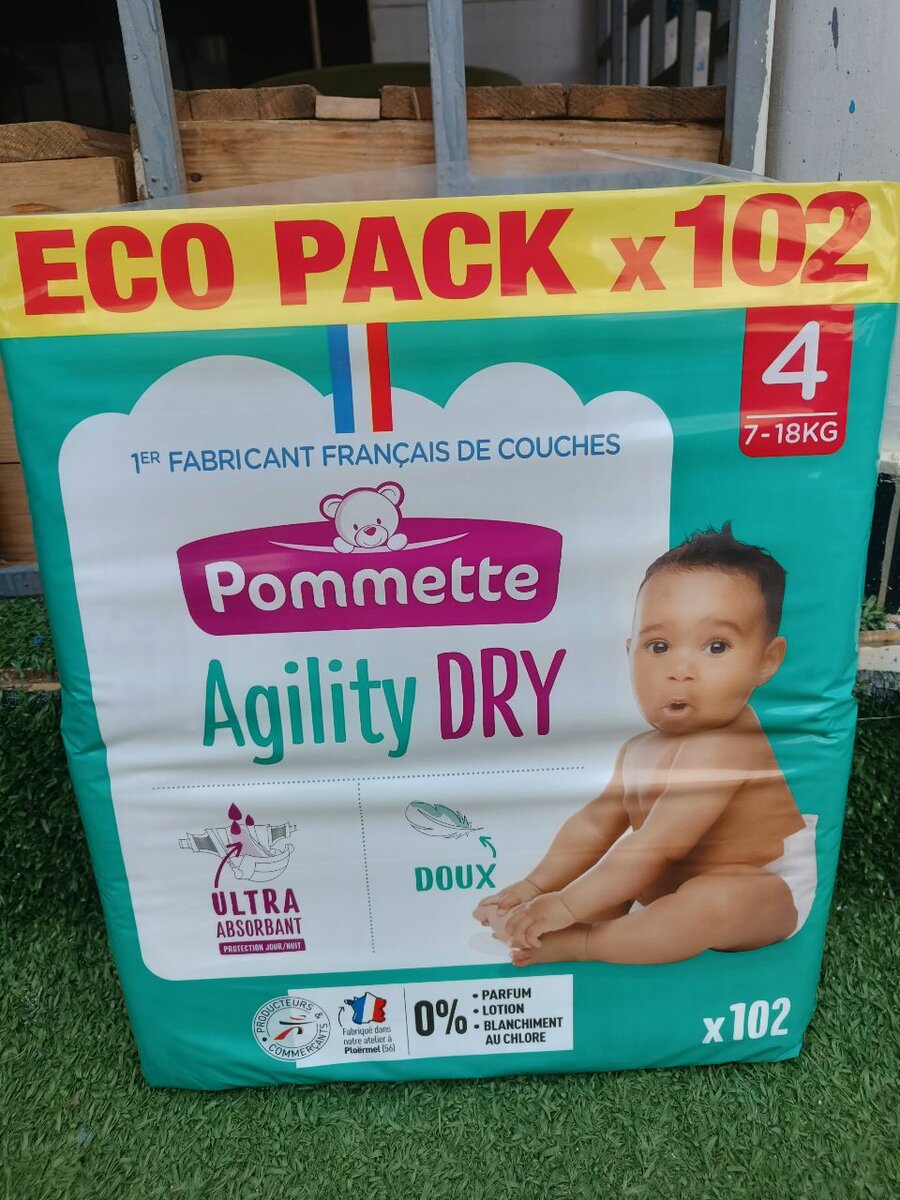 ECO PACK x102
4
7-18KG
1ER FABRICANT FRANÇAIS DE COUCHES
Pommette
Agility DRY
ULTRA
ABSORBANT
PROTECTION JOUR/NUIT
DOUX
PRODUCTEURS &
COMMERÇANTS
Fabriqué dans
notre atelier à
Ploërmel (56)
0%
• PARFUM
• LOTION
• BLANCHIMENT
AU CHLORE
x102